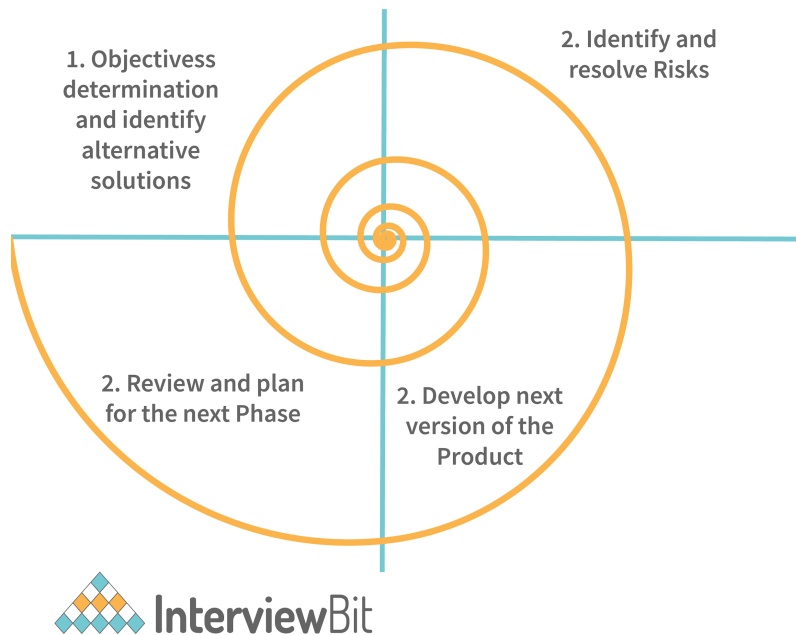 1. Objectivess
determination
and identify
alternative
solutions
2. Identify and
resolve Risks
2. Review and plan
for the next Phase
2. Develop next
version of the
Product
InterviewBit